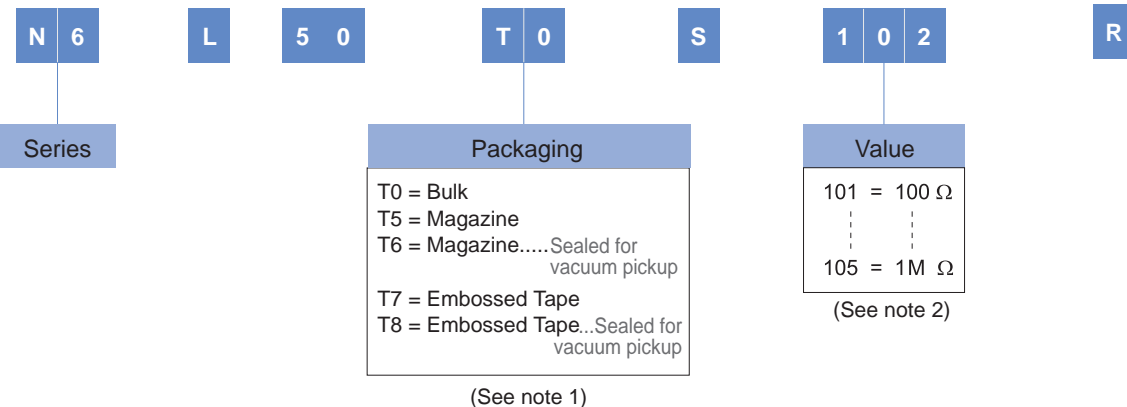 N 6 L 5 0 T 0 S 1 0 2 R
Series Packaging Value
T0 = Bulk
T5 = Magazine
T6 = Magazine.....Sealed for
vacuum pickup
T7 = Embossed Tape
T8 = Embossed Tape...Sealed for
vacuum pickup
(See note 1)
101 = 100 Ω
105 = 1M Ω
(See note 2)